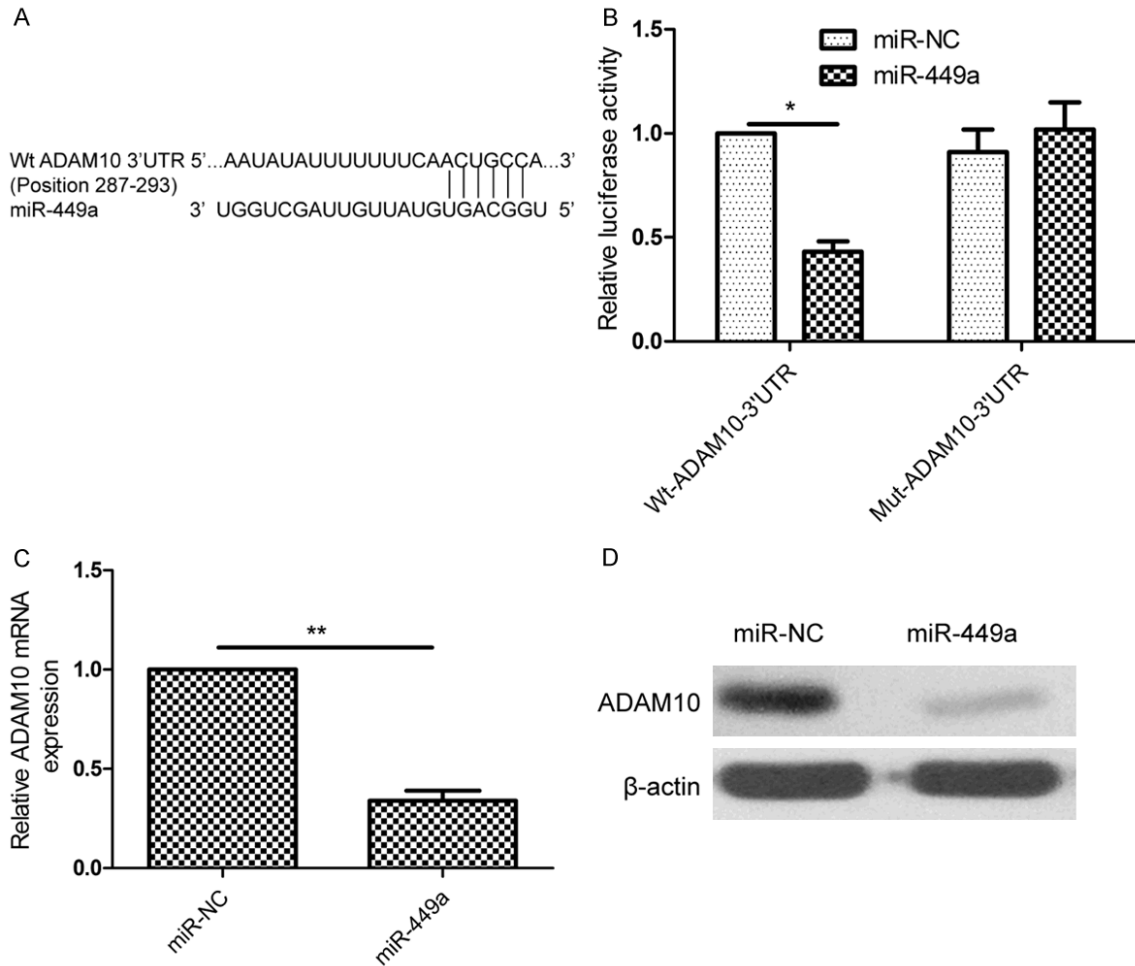 A
Wt ADAM10 3'UTR 5'...AAUAUAUUUUUUUCAACUGCCA...3'
(Position 287-293)
miR-449a 3' UGGUCGAUUGUUAUGUGACGGU 5'
B
miR-NC
miR-449a
Relative luciferase activity
1.5
1.0
0.5
0.0
*
Wt-ADAM10-3'UTR
Mut-ADAM10-3'UTR
C
Relative ADAM10 mRNA
expression
1.5
1.0
0.5
0.0
**
miR-NC
miR-449a
D
miR-NC miR-449a
ADAM10
β-actin